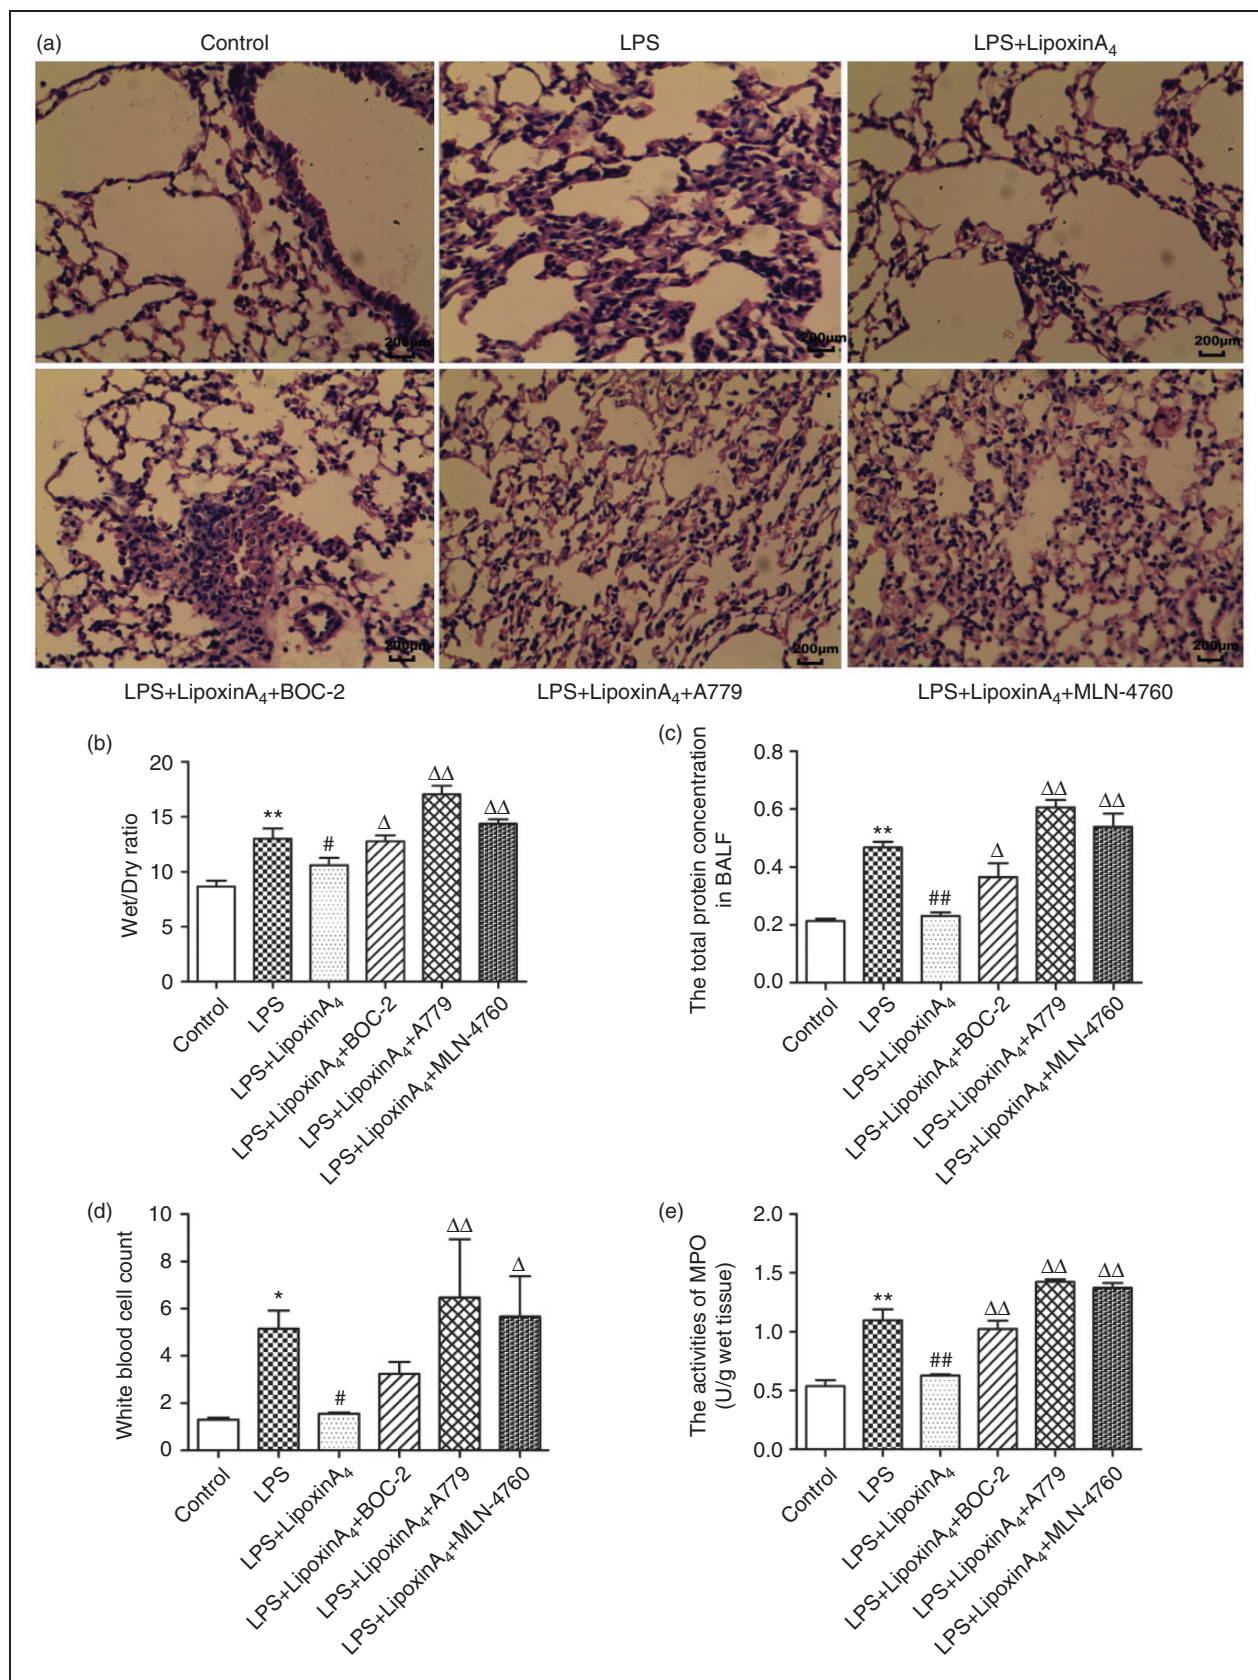 (a)
Control
LPS
LPS+LipoxinA₄
200μm
200μm
200μm
200μm
200μm
200μm
LPS+LipoxinA₄+BOC-2
LPS+LipoxinA₄+A779
LPS+LipoxinA₄+MLN-4760
(b)
Wet/Dry ratio
20
15
10
5
0
**
#
Δ
ΔΔ
ΔΔ
Control
LPS
LPS+LipoxinA₄
LPS+LipoxinA₄+BOC-2
LPS+LipoxinA₄+A779
LPS+LipoxinA₄+MLN-4760
(c)
The total protein concentration
in BALF
0.8
0.6
0.4
0.2
0.0
**
##
Δ
ΔΔ
ΔΔ
Control
LPS
LPS+LipoxinA₄
LPS+LipoxinA₄+BOC-2
LPS+LipoxinA₄+A779
LPS+LipoxinA₄+MLN-4760
(d)
White blood cell count
10
8
6
4
2
0
*
#
ΔΔ
Δ
Control
LPS
LPS+LipoxinA₄
LPS+LipoxinA₄+BOC-2
LPS+LipoxinA₄+A779
LPS+LipoxinA₄+MLN-4760
(e)
The activities of MPO
(U/g wet tissue)
2.0
1.5
1.0
0.5
0.0
**
##
ΔΔ
ΔΔ
ΔΔ
Control
LPS
LPS+LipoxinA₄
LPS+LipoxinA₄+BOC-2
LPS+LipoxinA₄+A779
LPS+LipoxinA₄+MLN-4760